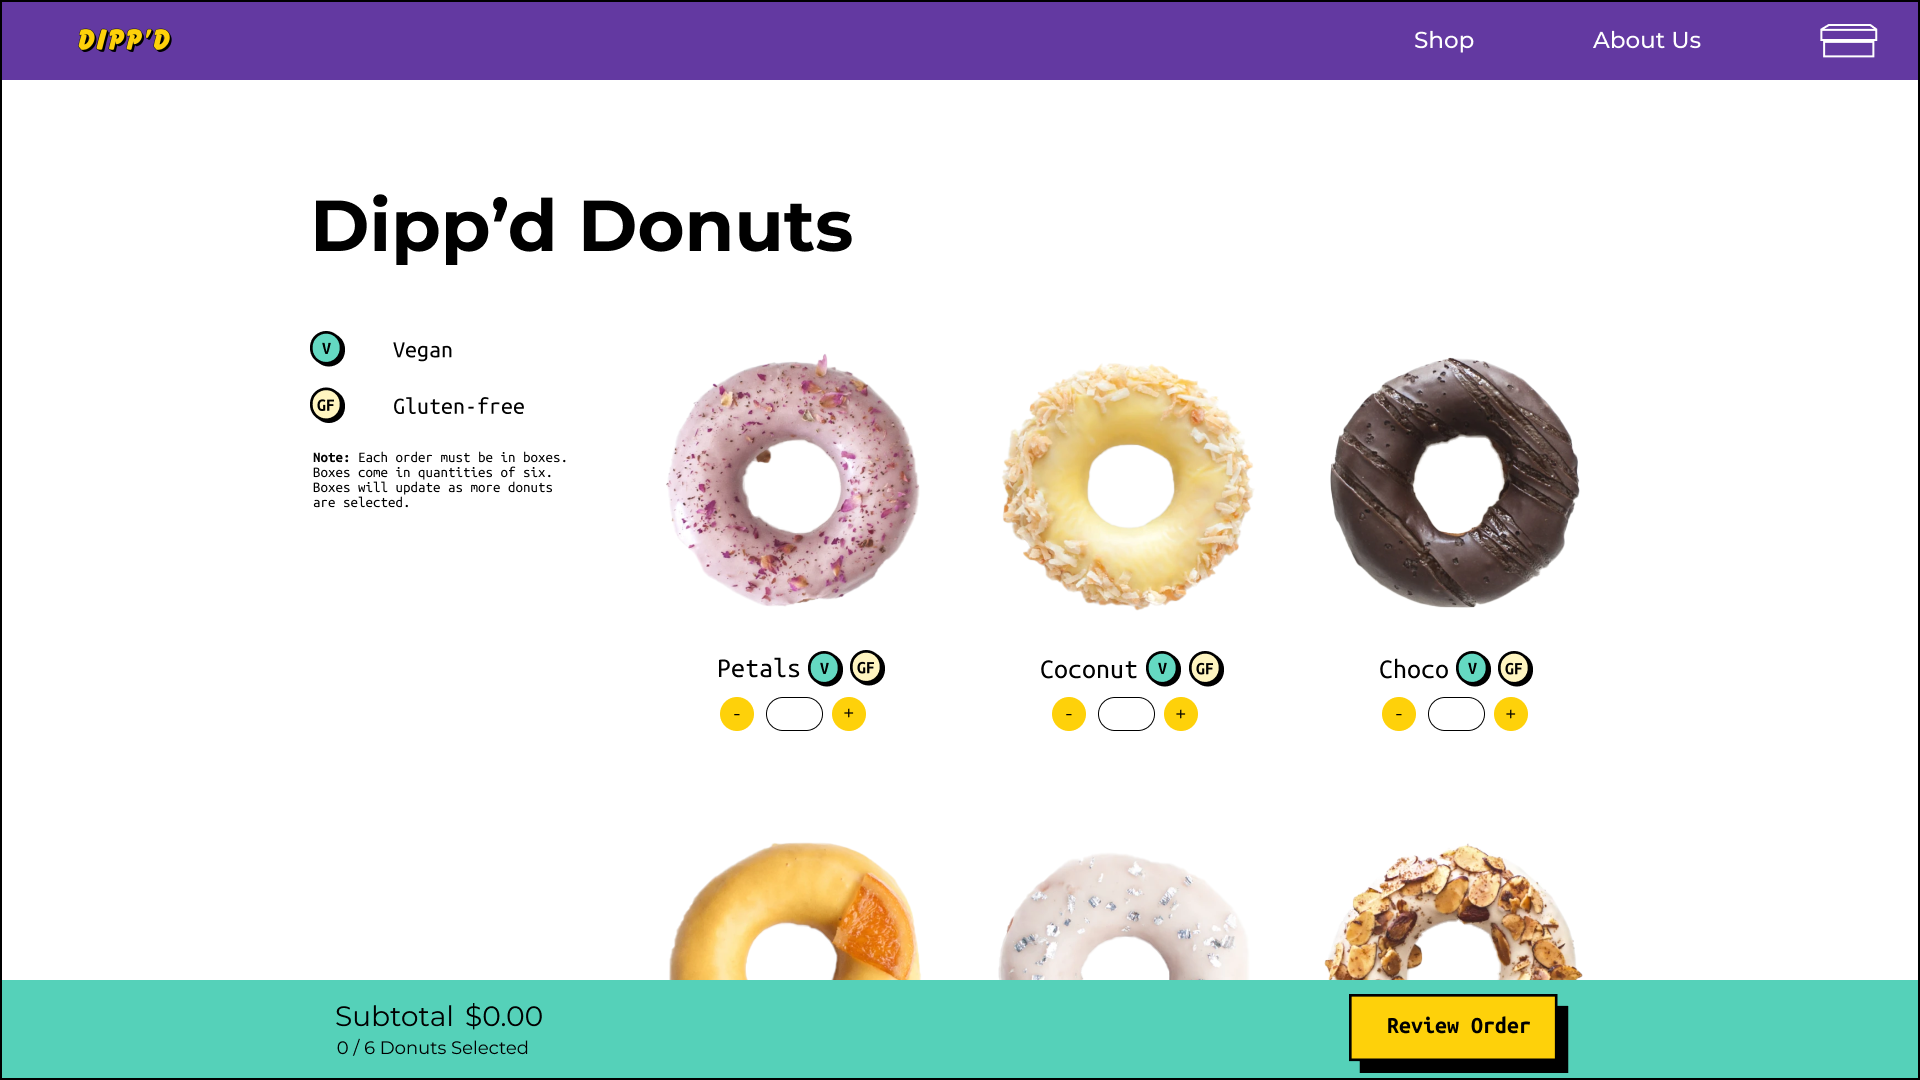 DIPP'D
Shop
About Us
Dipp’d Donuts
V Vegan
GF Gluten-free
Note: Each order must be in boxes.
Boxes come in quantities of six.
Boxes will update as more donuts
are selected.
Petals V GF
Coconut V GF
Choco V GF
- +
- +
- +
Subtotal $0.00
0 / 6 Donuts Selected
Review Order